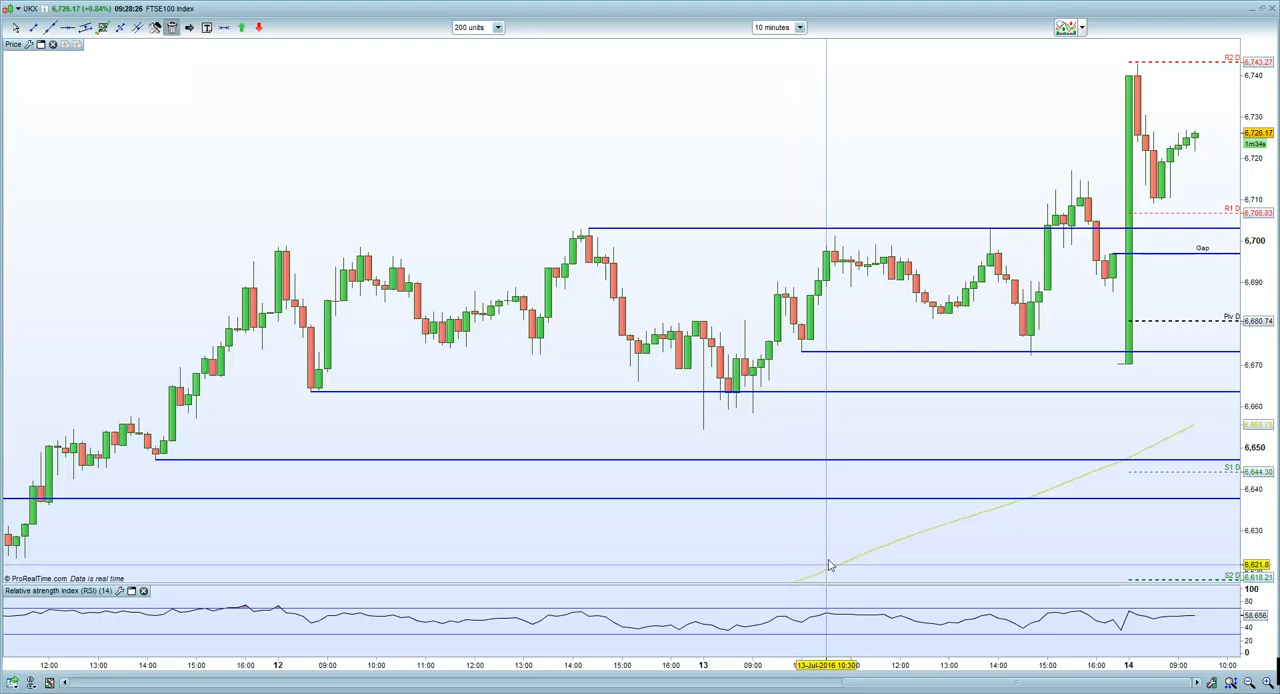 UKX 6,726.17 (+0.84%) 09:28:26 FTSE100 Index
200 units
10 minutes
Price
R2 D 6,743.27
6,740
6,730
6,726.17
1m34s
6,720
6,710
R1 D 6,706.83
6,700
Gap
6,690
Piv D 6,680.74
6,670
6,660
6,650
S1 D 6,644.30
6,640
6,630
6,621.8
S2 D 6,618.21
© ProRealTime.com Data is real time
Relative strength index (RSI) (14)
100
80
58.656
40
20
0
12:00 13:00 14:00 15:00 16:00 12 09:00 12:00 13:00 10:00 11:00 12:00 13:00 14:00 15:00 13 09:00 13-Jul-2016 10:30 12:00 13:00 14:00 15:00 16:00 14 09:00 10:00